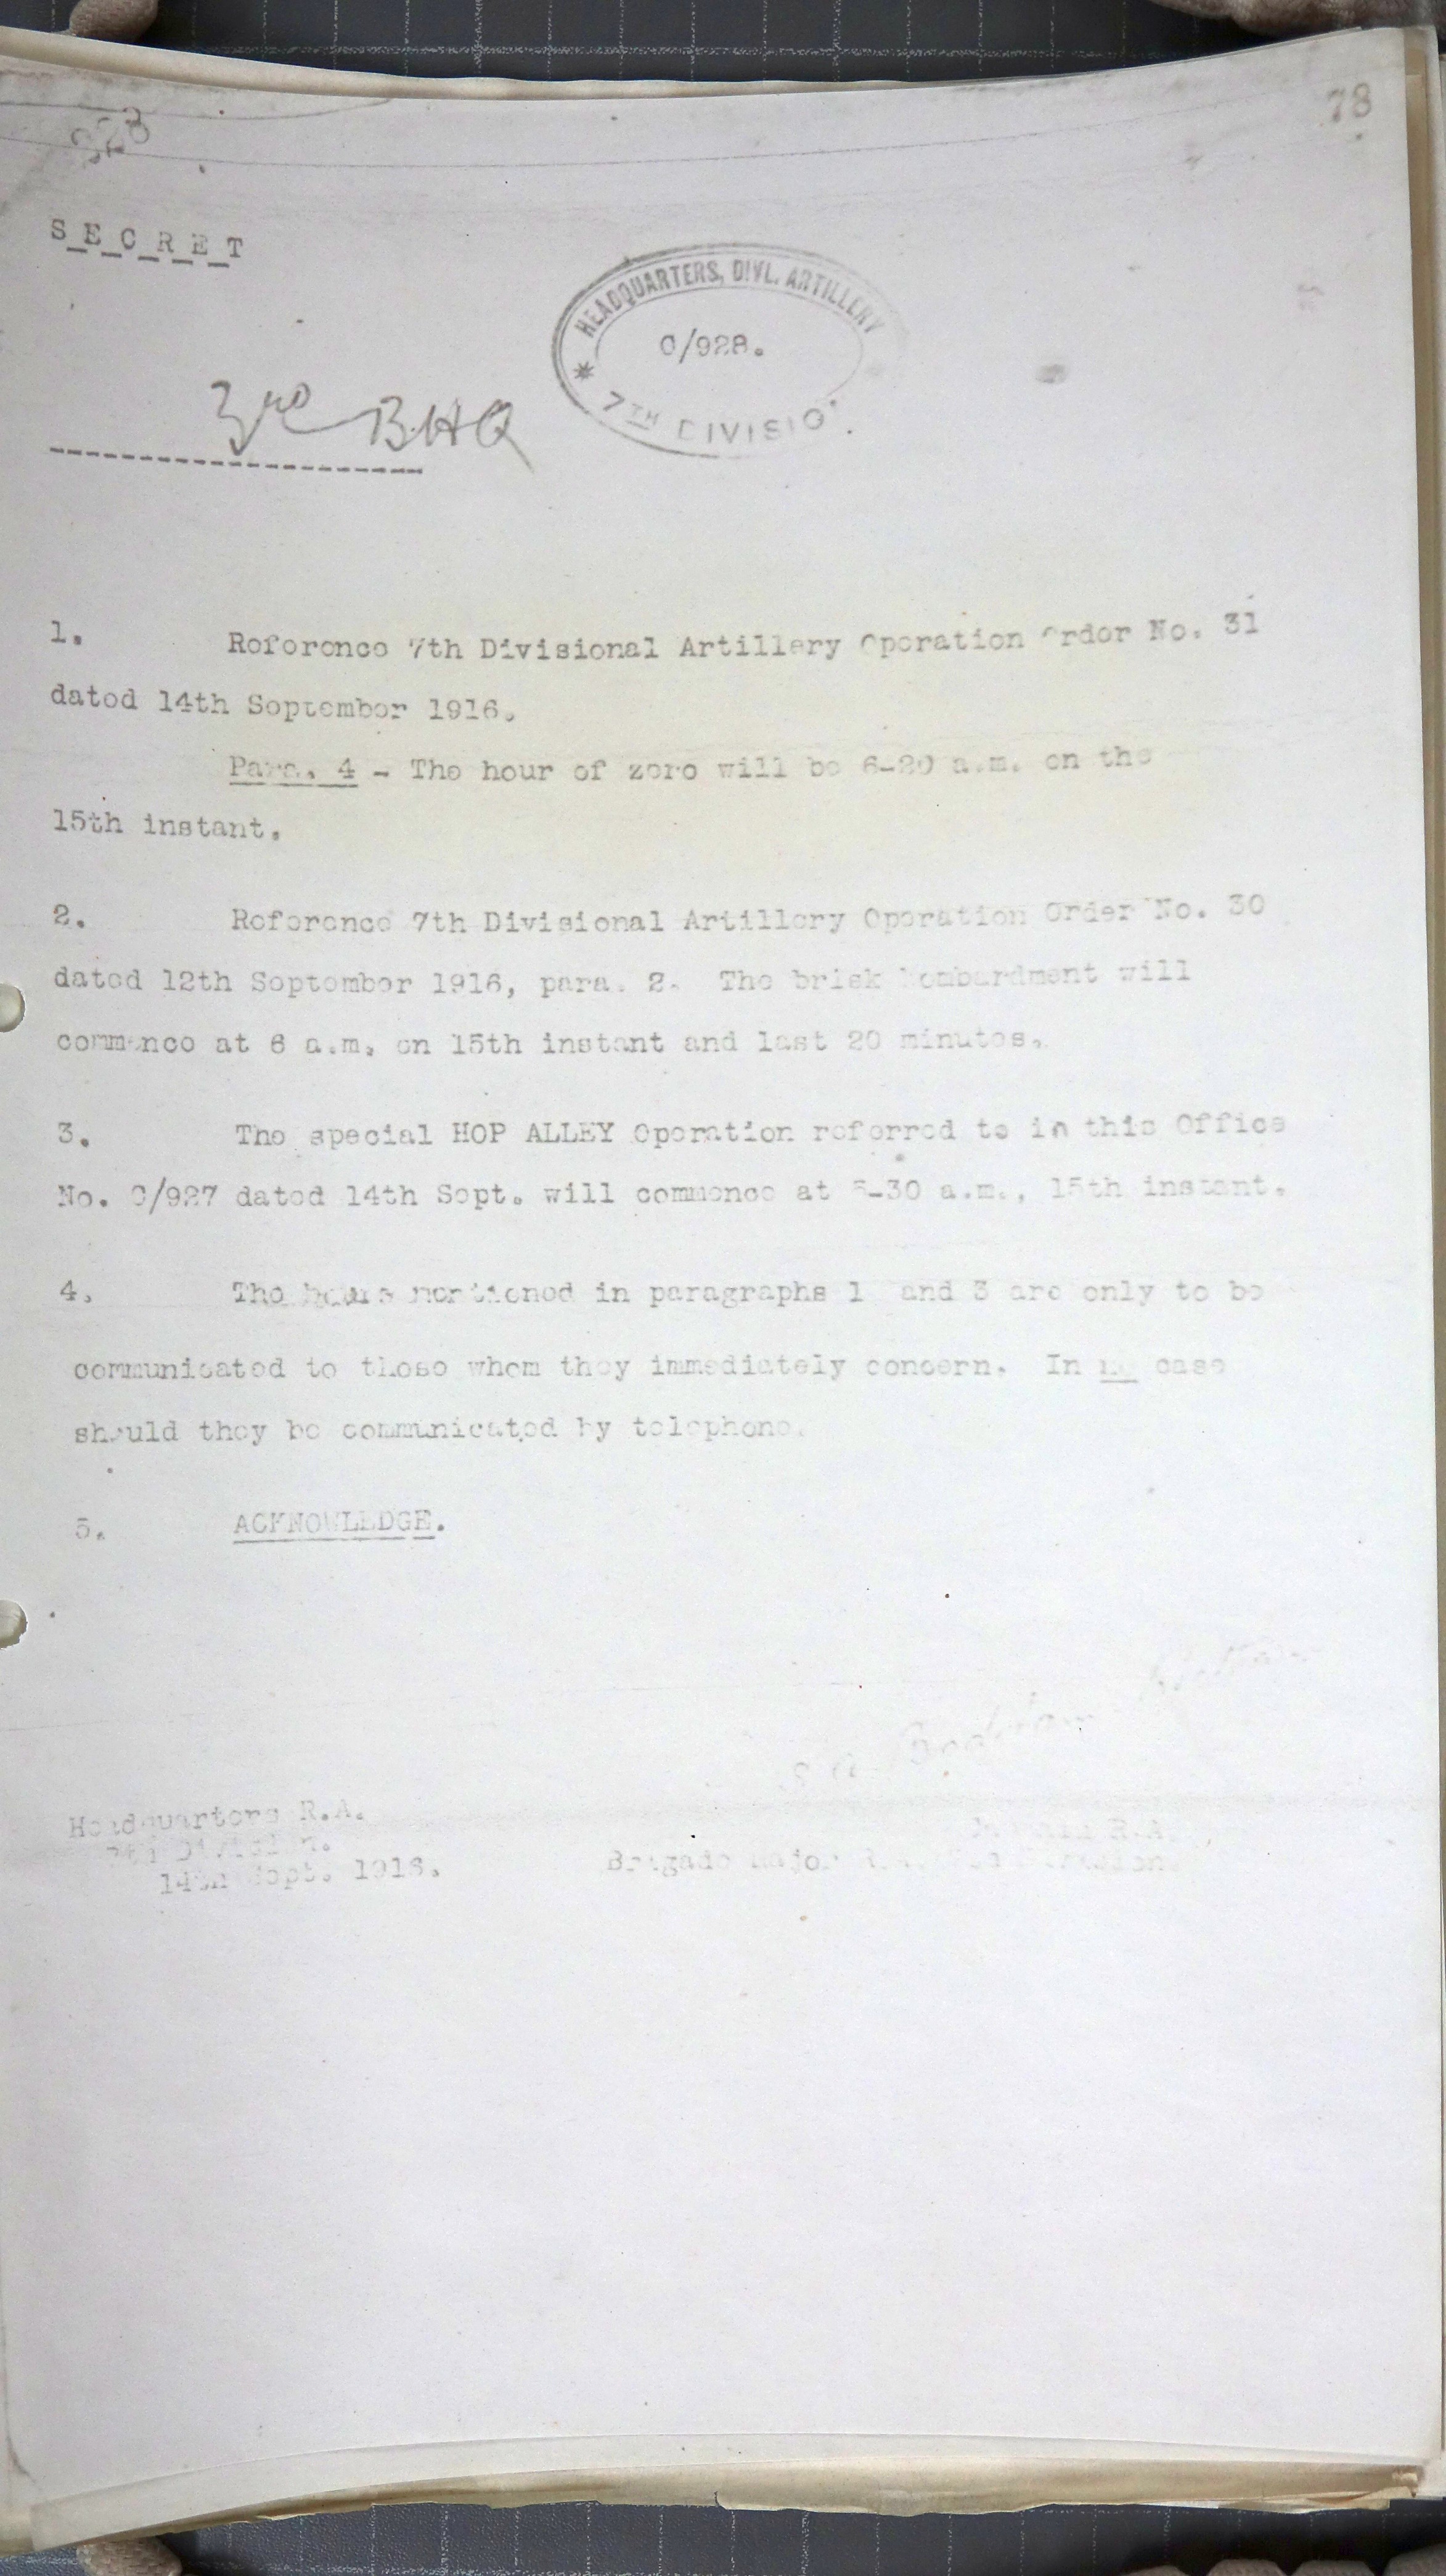 328
78
SECRET
HEADQUARTERS, DIVL. ARTILLERY
C/928.
7TH DIVISIO
3rd BHQ
1. Reference 7th Divisional Artillery Operation Order No. 31
dated 14th September 1916.
Para. 4 - The hour of zero will be 6-20 a.m. on the
15th instant.
2. Reference 7th Divisional Artillery Operation Order No. 30
dated 12th September 1916, para. 2. The brisk bombardment will
commence at 6 a.m. on 15th instant and last 20 minutes.
3. The special HOP ALLEY Operation referred to in this Office
No. C/927 dated 14th Sept. will commence at 5-30 a.m., 15th instant.
4. The hours mentioned in paragraphs 1 and 3 are only to be
communicated to those whom they immediately concern. In no case
should they be communicated by telephone.
5. ACKNOWLEDGE.
Headquarters R.A.
7th Division.
14th Sept. 1916.
R.A.
Brigade Major